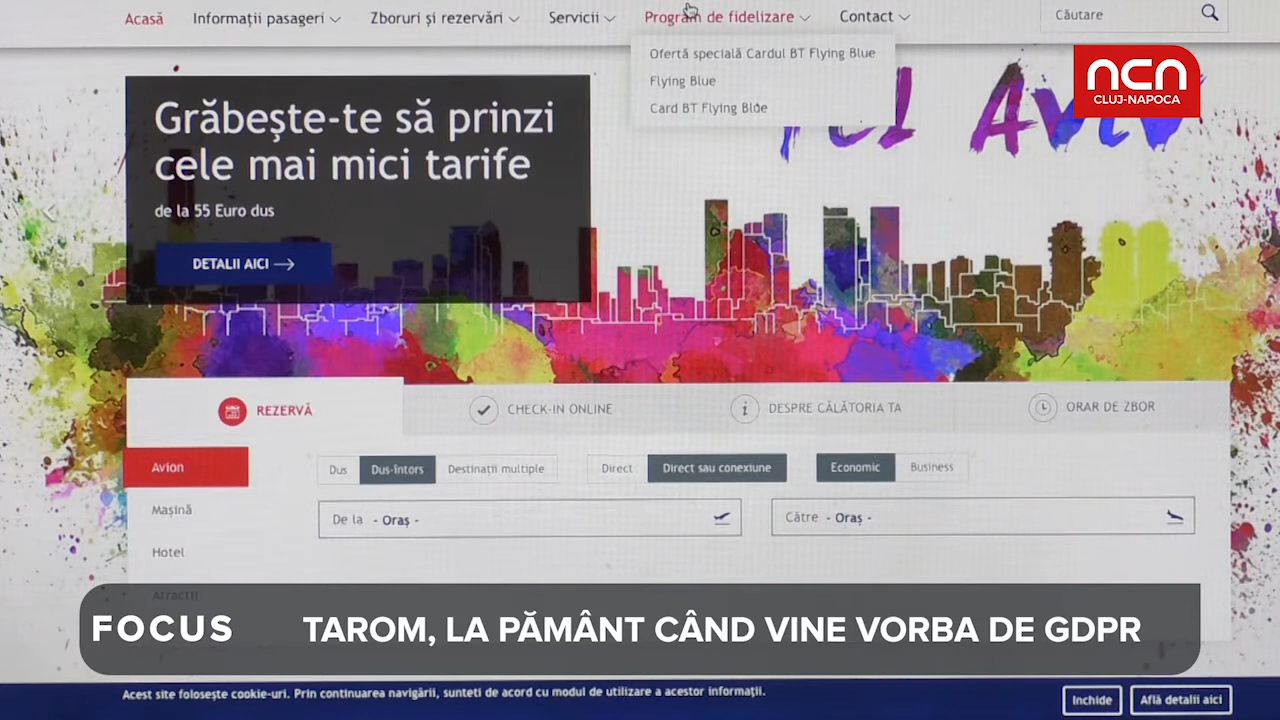 Acasă
Informații pasageri
Zboruri și rezervări
Servicii
Program de fidelizare
Contact
Căutare
Ofertă specială Cardul BT Flying Blue
Flying Blue
Card BT Flying Blue
ncn
CLUJ-NAPOCA
Tel Aviv
Grăbește-te să prinzi
cele mai mici tarife
de la 55 Euro dus
DETALII AICI
REZERVĂ
CHECK-IN ONLINE
DESPRE CĂLĂTORIA TA
ORAR DE ZBOR
Avion
Dus
Dus-întors
Destinații multiple
Direct
Direct sau conexiune
Economic
Business
Mașină
De la - Oraș -
Către - Oraș -
Hotel
Atracții
FOCUS
TAROM, LA PĂMÂNT CÂND VINE VORBA DE GDPR
Acest site folosește cookie-uri. Prin continuarea navigării, sunteti de acord cu modul de utilizare a acestor informații.
Inchide
Află detalii aici